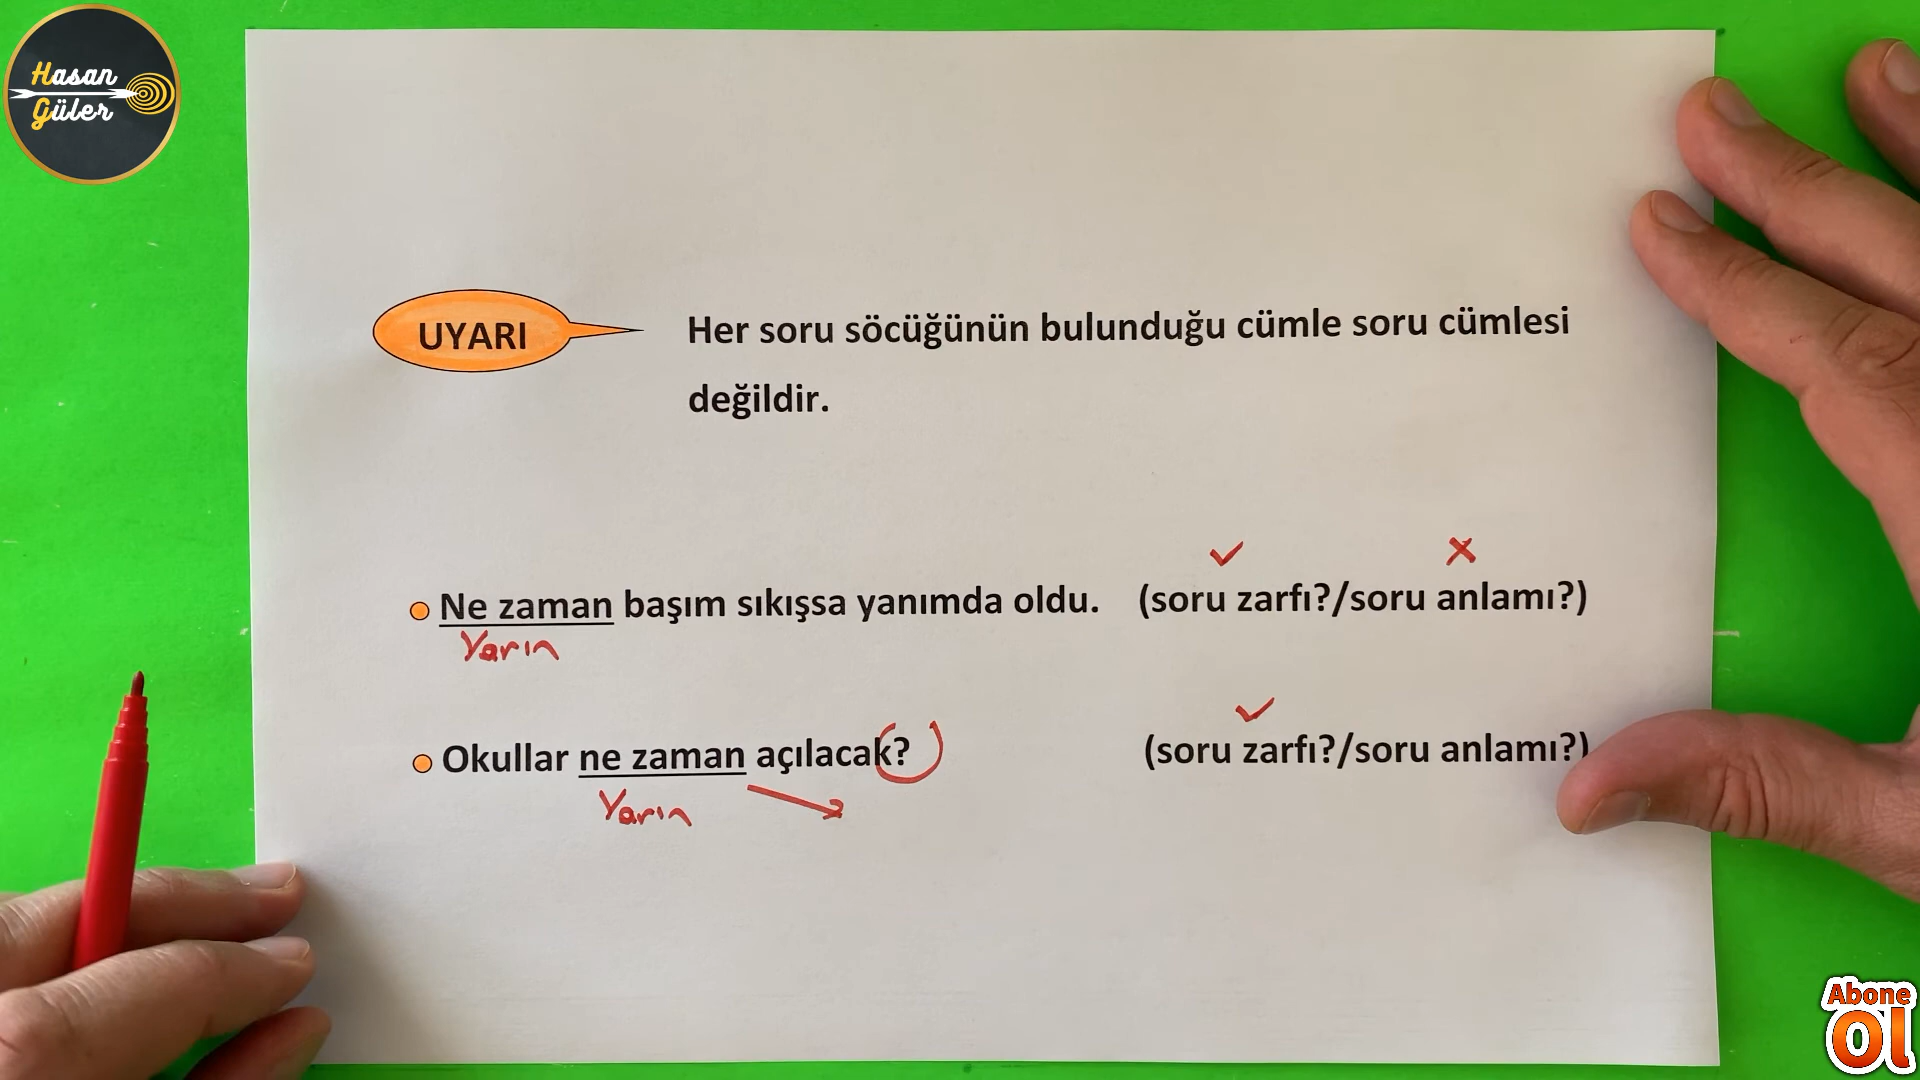 Hasan
Güler
UYARI
Her soru söcüğünün bulunduğu cümle soru cümlesi
değildir.
Ne zaman başım sıkışsa yanımda oldu. (soru zarfı?/soru anlamı?)
Yarın
Okullar ne zaman açılacak? (soru zarfı?/soru anlamı?)
Yarın
Abone
Ol